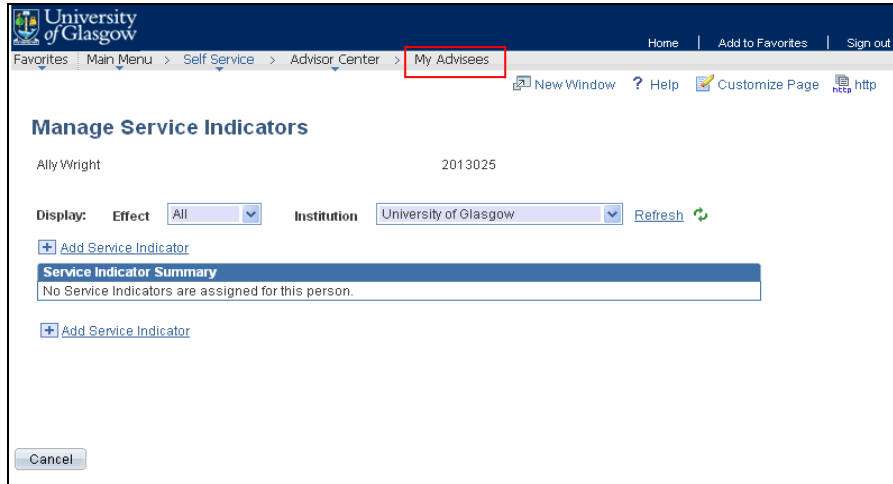 University
of Glasgow
Home | Add to Favorites | Sign out
Favorites Main Menu > Self Service > Advisor Center > My Advisees
New Window ? Help Customize Page http
Manage Service Indicators
Ally Wright 2013025
Display: Effect All Institution University of Glasgow Refresh
+ Add Service Indicator
Service Indicator Summary
No Service Indicators are assigned for this person.
+ Add Service Indicator
Cancel